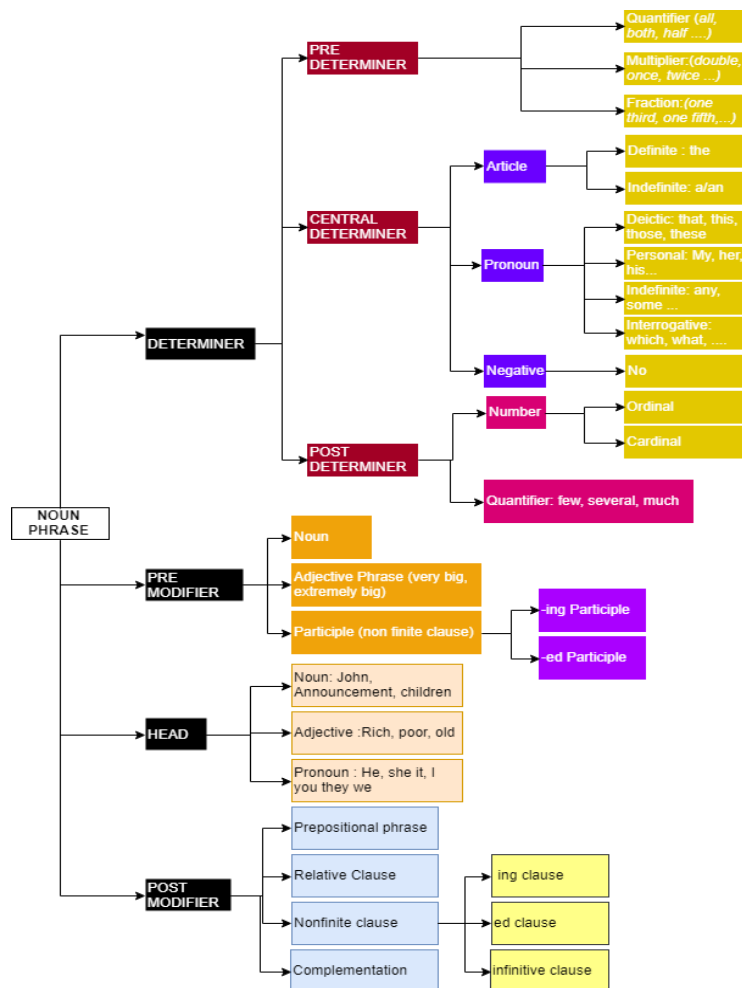 NOUN
PHRASE
DETERMINER
PRE
DETERMINER
Quantifier (all,
both, half ....)
Multiplier:(double,
once, twice ...)
Fraction:(one
third, one fifth,...)
CENTRAL
DETERMINER
Article
Definite : the
Indefinite: a/an
Pronoun
Deictic: that, this,
those, these
Personal: My, her,
his...
Indefinite: any,
some ...
Interrogative:
which, what, ....
Negative
No
POST
DETERMINER
Number
Ordinal
Cardinal
Quantifier: few, several, much
PRE
MODIFIER
Noun
Adjective Phrase (very big,
extremely big)
Participle (non finite clause)
-ing Participle
-ed Participle
HEAD
Noun: John,
Announcement, children
Adjective :Rich, poor, old
Pronoun : He, she it, I
you they we
POST
MODIFIER
Prepositional phrase
Relative Clause
Nonfinite clause
ing clause
ed clause
infinitive clause
Complementation